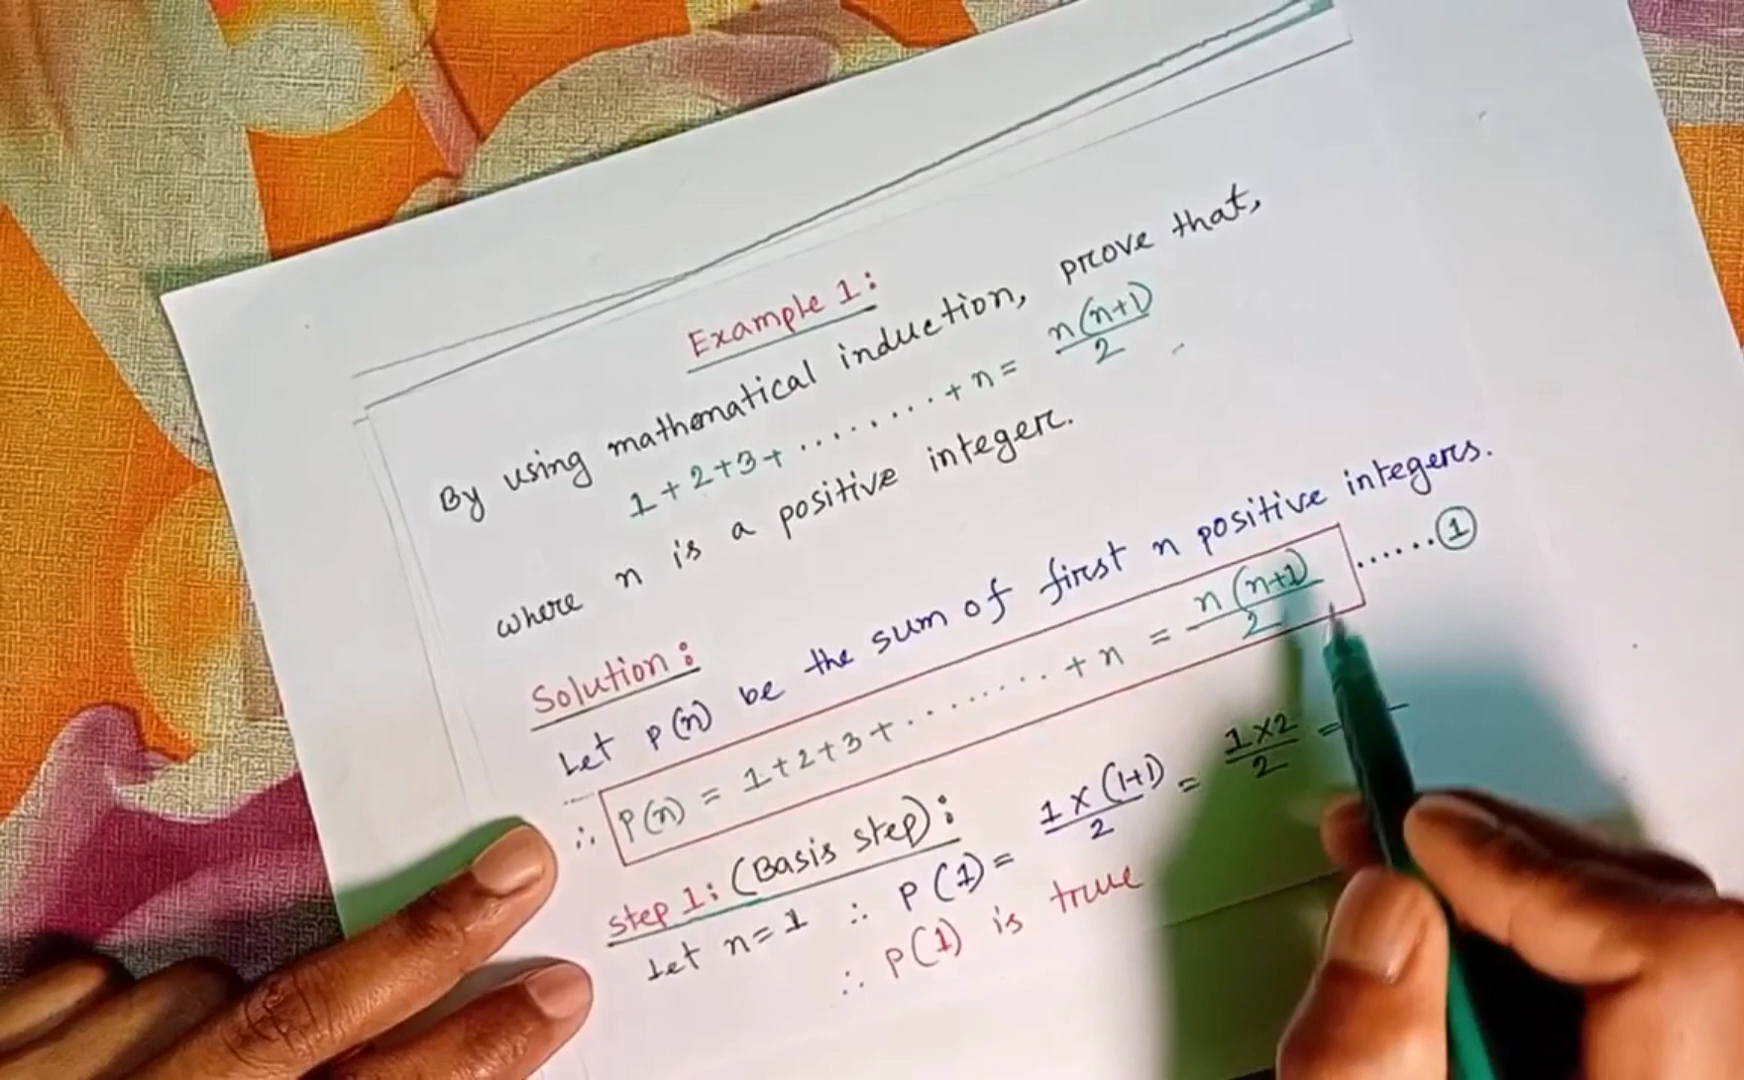 Example 1:
By using mathematical induction, prove that,
1+2+3+.........+n = n(n+1)/2
where n is a positive integer.
Solution:
Let P(n) be the sum of first n positive integers.
∴ P(n) = 1+2+3+.........+n = n(n+1)/2 ......①
Step 1: (Basis step):
Let n=1 ∴ P(1) = 1×(1+1)/2 = 1×2/2 =
∴ P(1) is true